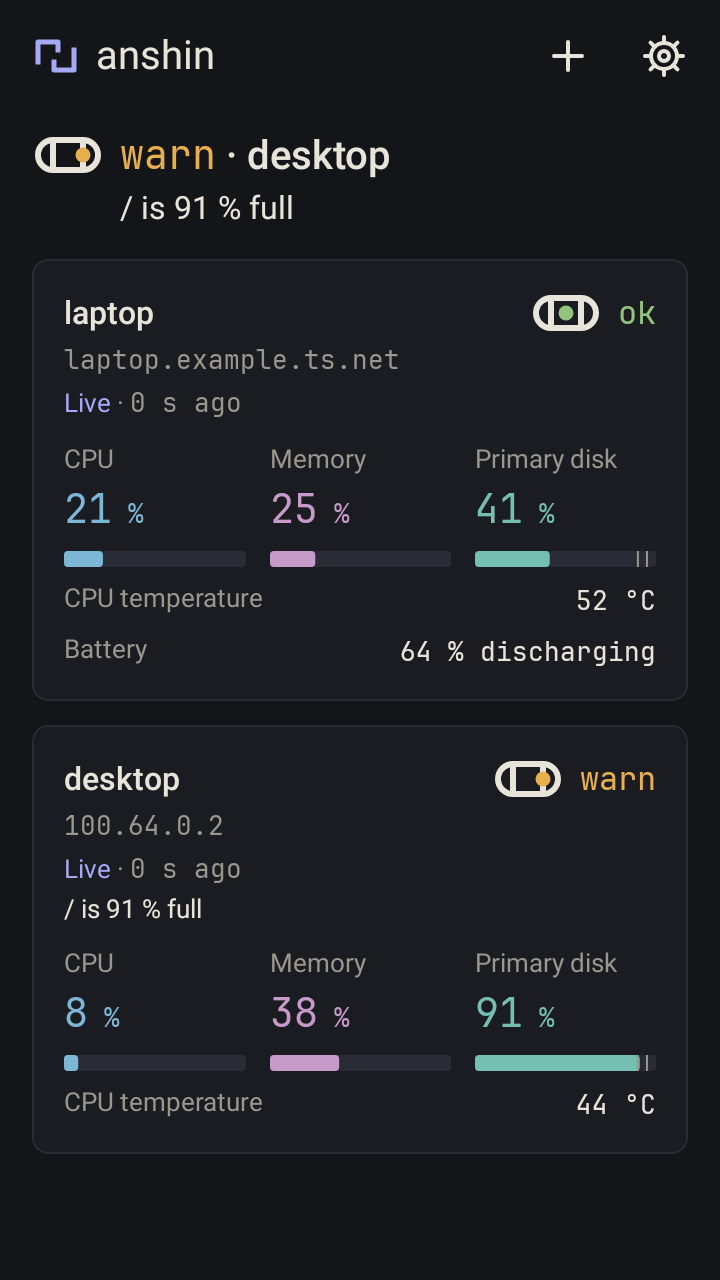 anshin
warn · desktop
/ is 91 % full
laptop
ok
laptop.example.ts.net
Live · 0 s ago
CPU Memory Primary disk
21 % 25 % 41 %
CPU temperature 52 °C
Battery 64 % discharging
desktop
warn
100.64.0.2
Live · 0 s ago
/ is 91 % full
CPU Memory Primary disk
8 % 38 % 91 %
CPU temperature 44 °C